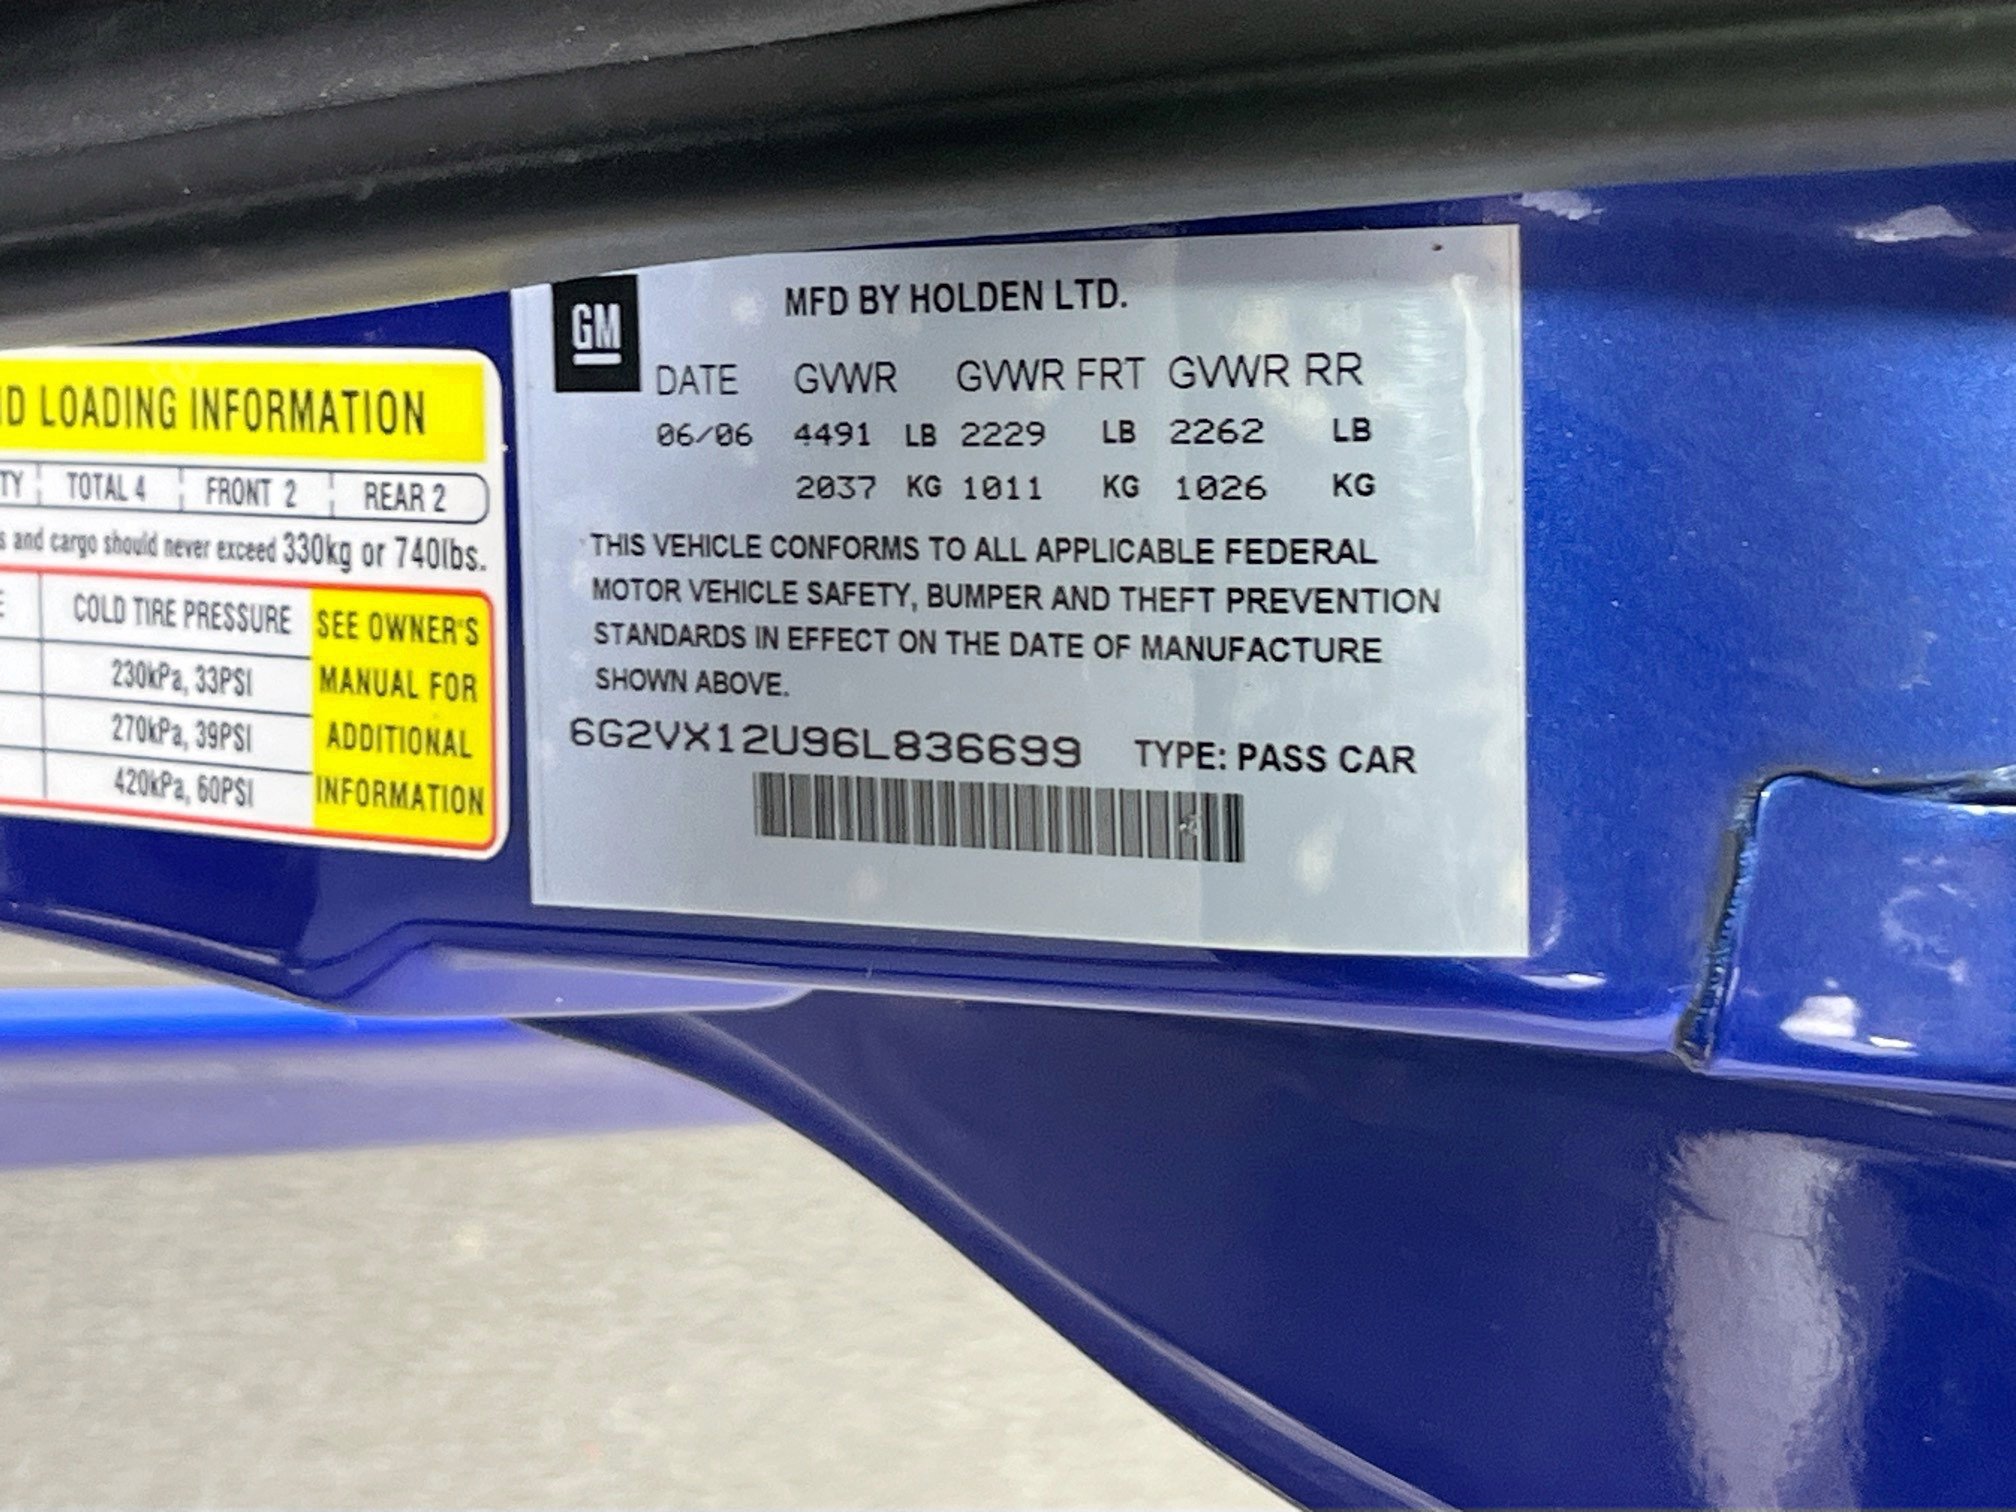 LOADING INFORMATION
TOTAL 4 FRONT 2 REAR 2
and cargo should never exceed 330kg or 740lbs.
COLD TIRE PRESSURE
230kPa, 33PSI
270kPa, 39PSI
420kPa, 60PSI
SEE OWNER'S
MANUAL FOR
ADDITIONAL
INFORMATION
GM
MFD BY HOLDEN LTD.
DATE GVWR GVWR FRT GVWR RR
06/06 4491 LB 2229 LB 2262 LB
2037 KG 1011 KG 1026 KG
THIS VEHICLE CONFORMS TO ALL APPLICABLE FEDERAL
MOTOR VEHICLE SAFETY, BUMPER AND THEFT PREVENTION
STANDARDS IN EFFECT ON THE DATE OF MANUFACTURE
SHOWN ABOVE.
6G2VX12U96L836699 TYPE: PASS CAR